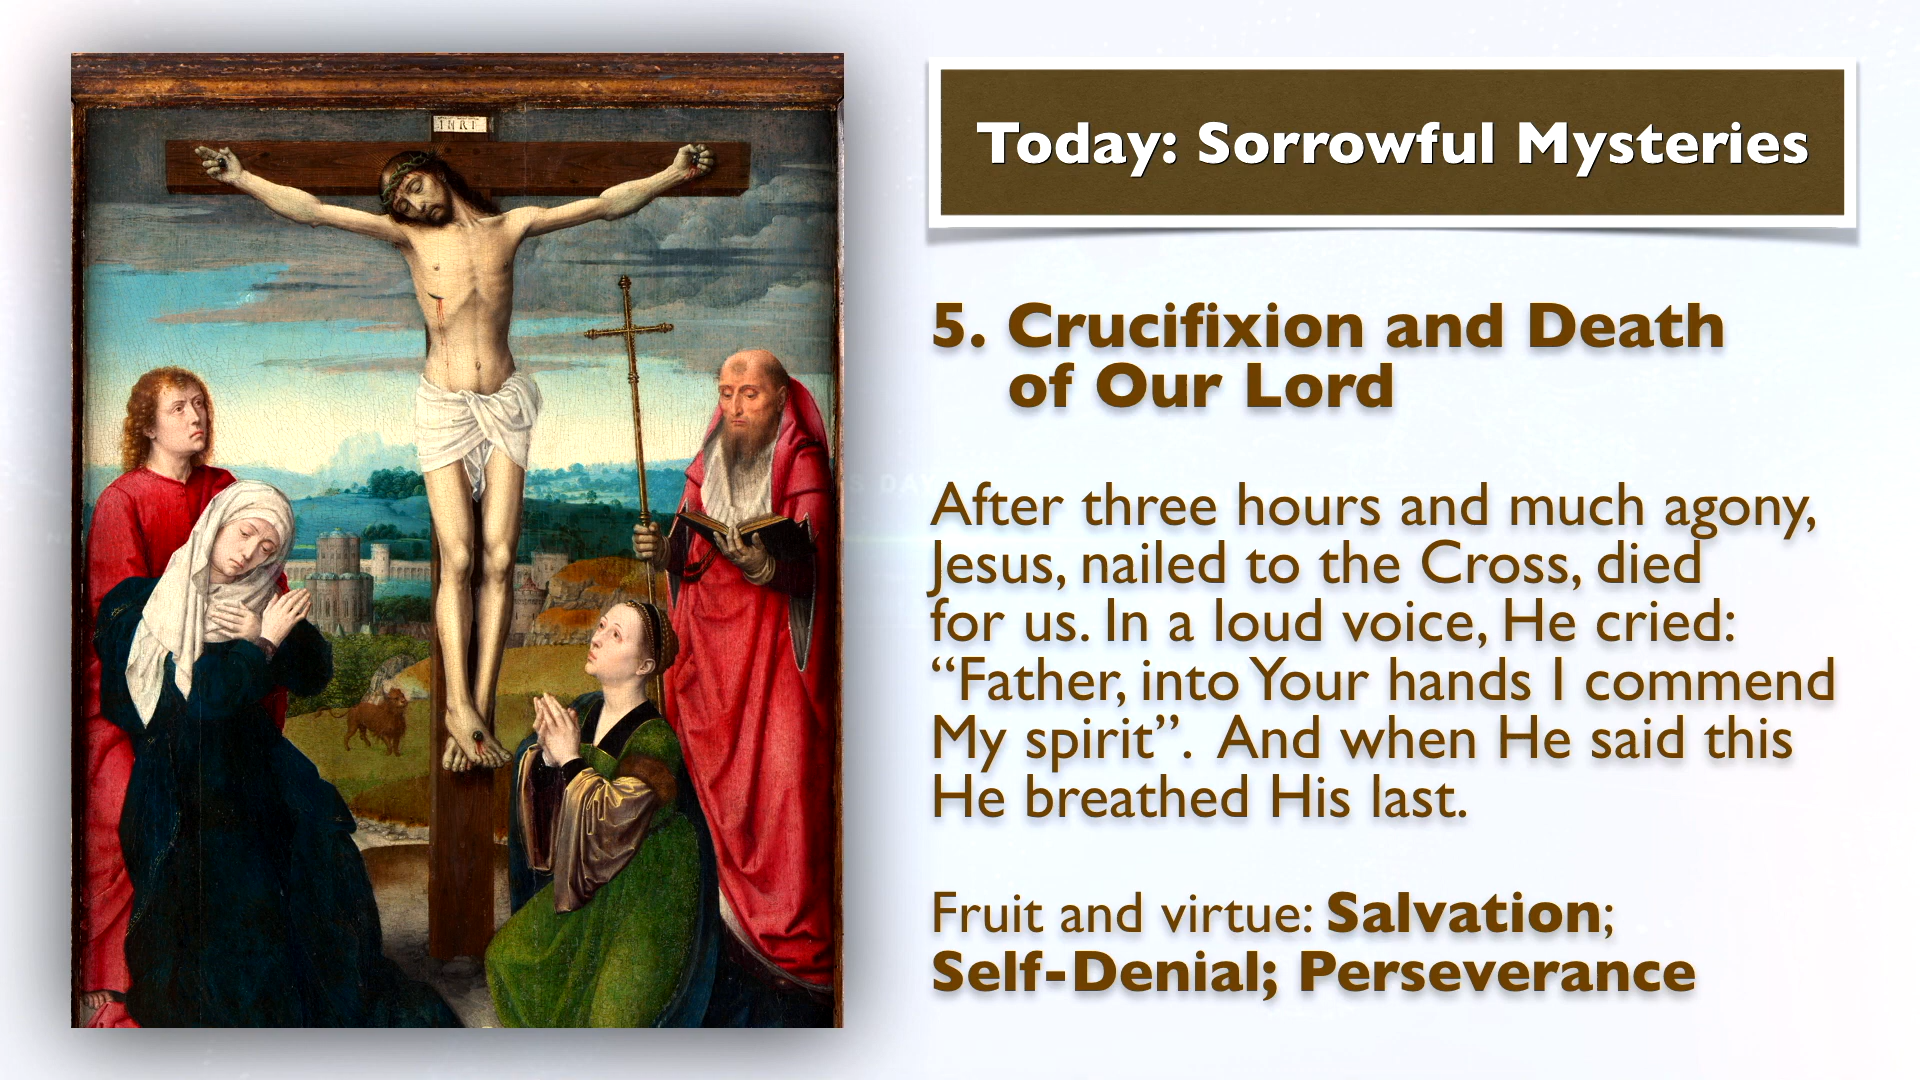 INRI
Today: Sorrowful Mysteries
5. Crucifixion and Death
of Our Lord
After three hours and much agony,
Jesus, nailed to the Cross, died
for us. In a loud voice, He cried:
“Father, into Your hands I commend
My spirit”.  And when He said this
He breathed His last.
Fruit and virtue: Salvation;
Self-Denial; Perseverance